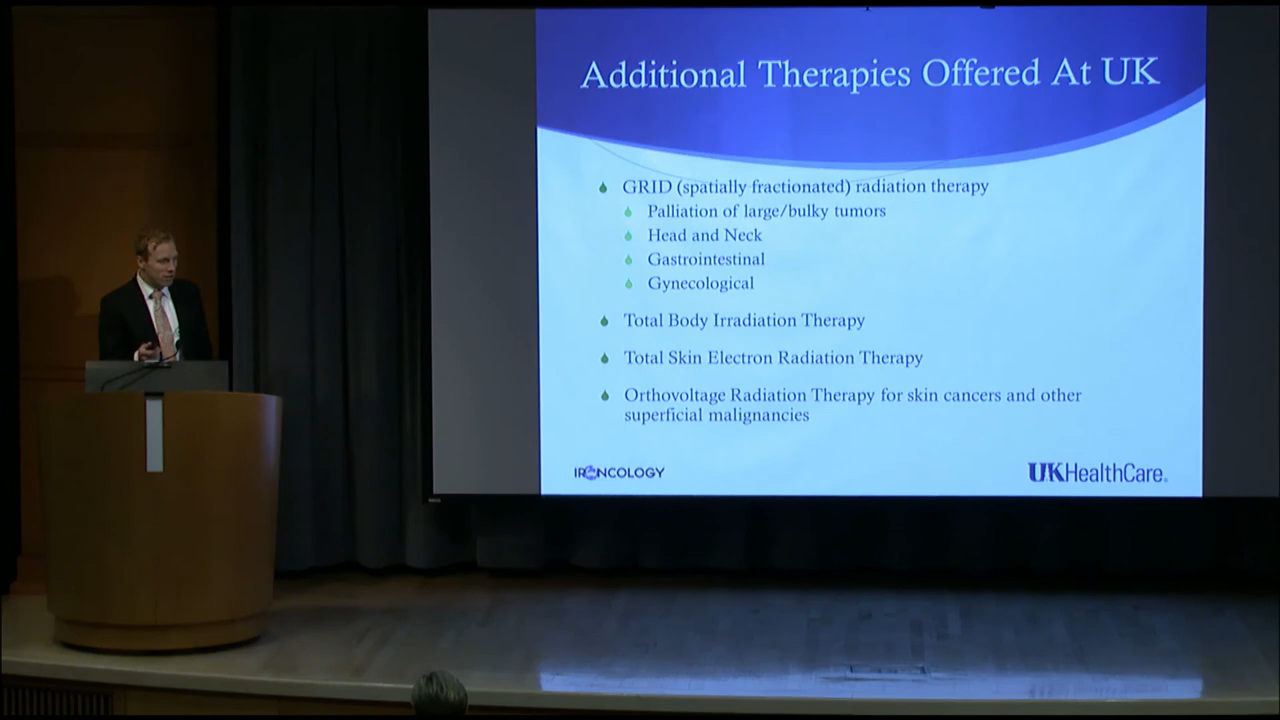 Additional Therapies Offered At UK
GRID (spatially fractionated) radiation therapy
Palliation of large/bulky tumors
Head and Neck
Gastrointestinal
Gynecological
Total Body Irradiation Therapy
Total Skin Electron Radiation Therapy
Orthovoltage Radiation Therapy for skin cancers and other
superficial malignancies
IRONCOLOGY
UKHealthCare